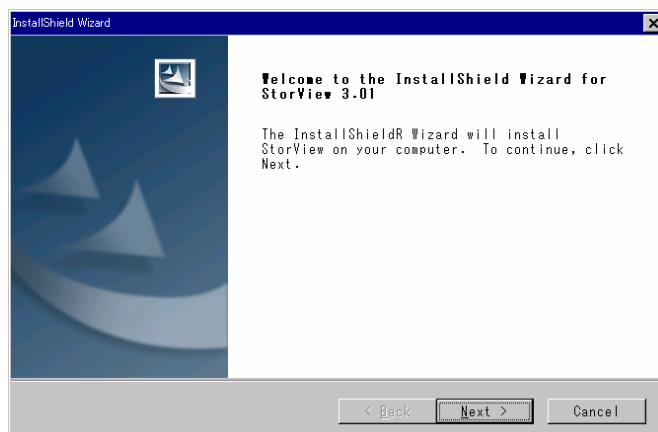 InstallShield Wizard
Welcome to the InstallShield Wizard for
StorView 3.01
The InstallShieldR Wizard will install
StorView on your computer. To continue, click
Next.
< Back
Next >
Cancel